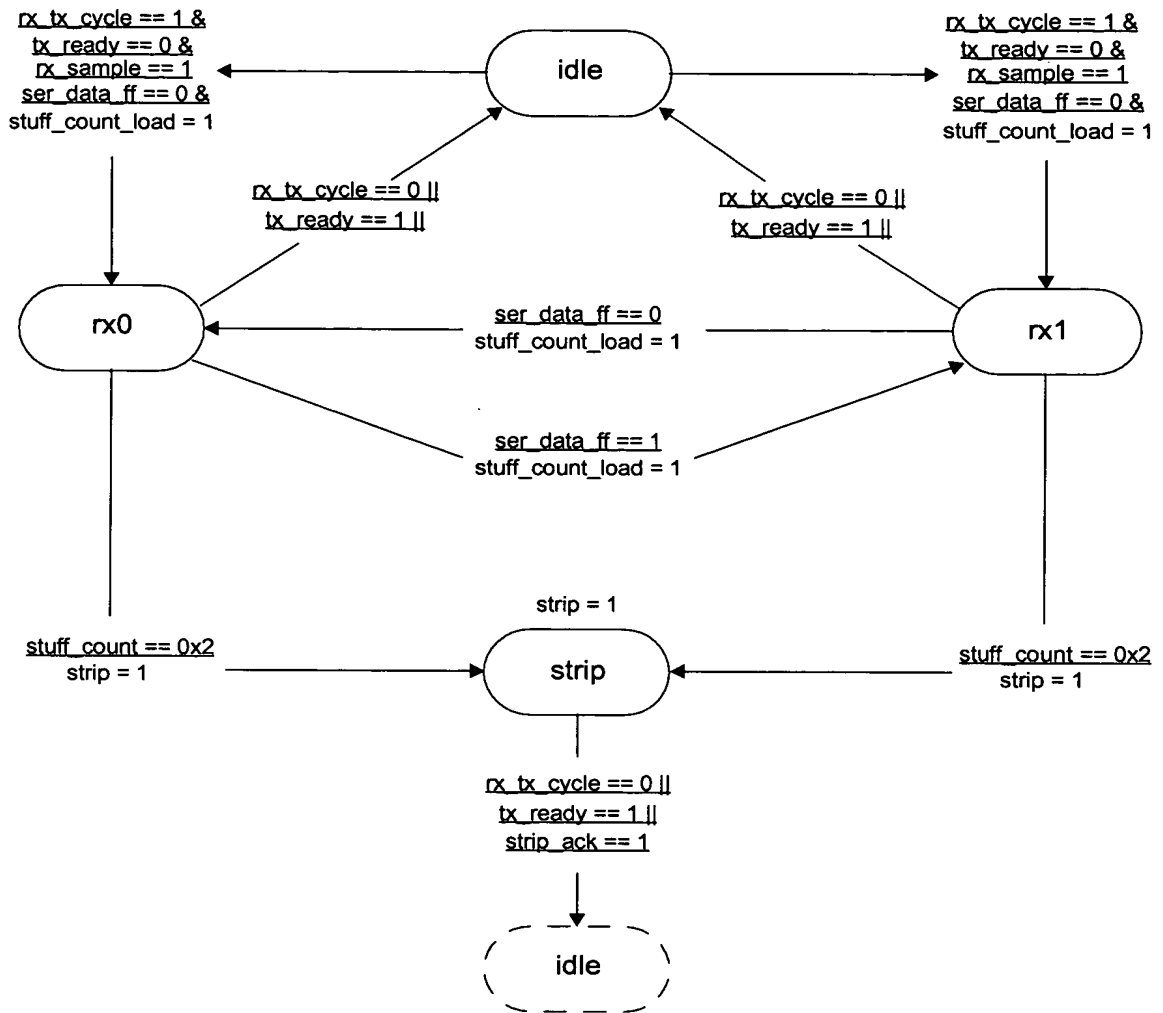 rx_tx_cycle == 1 &
tx_ready == 0 &
rx_sample == 1
ser_data_ff == 0 &
stuff_count_load = 1
idle
rx_tx_cycle == 1 &
tx_ready == 0 &
rx_sample == 1
ser_data_ff == 0 &
stuff_count_load = 1
rx_tx_cycle == 0 ||
tx_ready == 1 ||
rx_tx_cycle == 0 ||
tx_ready == 1 ||
rx0
ser_data_ff == 0
stuff_count_load = 1
rx1
ser_data_ff == 1
stuff_count_load = 1
strip = 1
stuff_count == 0x2
strip = 1
strip
stuff_count == 0x2
strip = 1
rx_tx_cycle == 0 ||
tx_ready == 1 ||
strip_ack == 1
idle